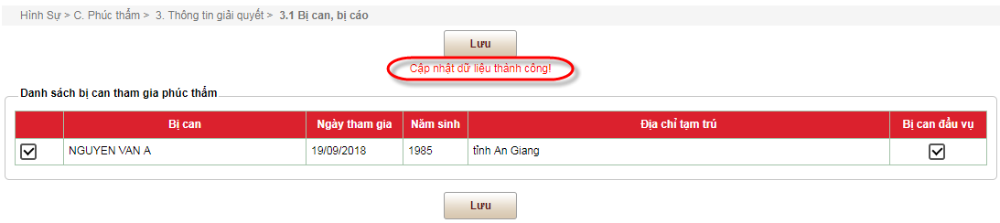 Hình Sự > C. Phúc thẩm > 3. Thông tin giải quyết > 3.1 Bị can, bị cáo
Lưu
Cập nhật dữ liệu thành công!
Danh sách bị can tham gia phúc thẩm
Bị can Ngày tham gia Năm sinh Địa chỉ tạm trú Bị can đầu vụ
NGUYEN VAN A 19/09/2018 1985 tỉnh An Giang
Lưu